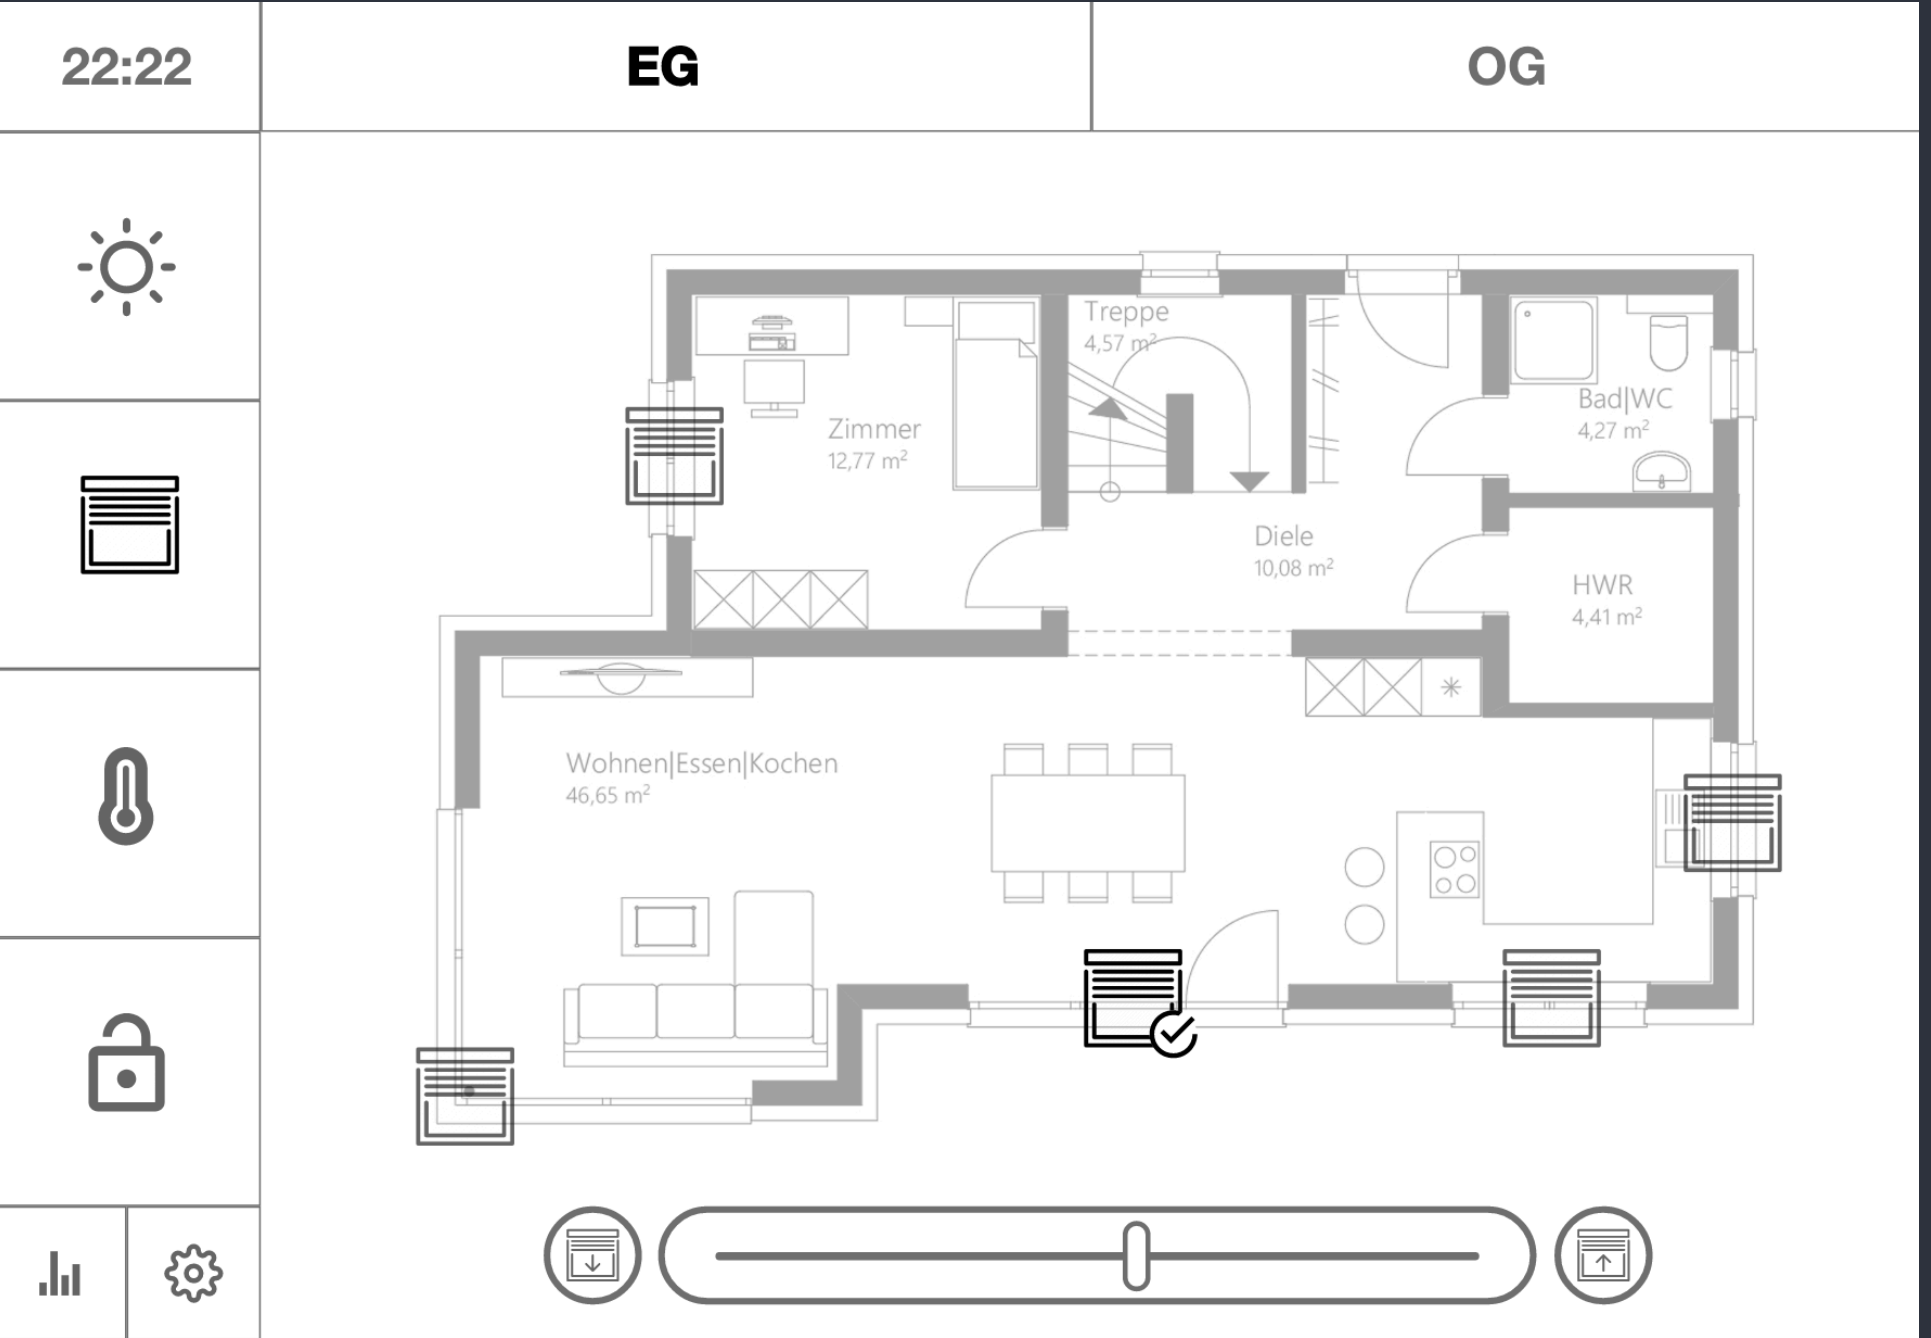 22:22
EG
OG
Treppe
4,57 m²
Bad|WC
4,27 m²
Zimmer
12,77 m²
Diele
10,08 m²
HWR
4,41 m²
Wohnen|Essen|Kochen
46,65 m²